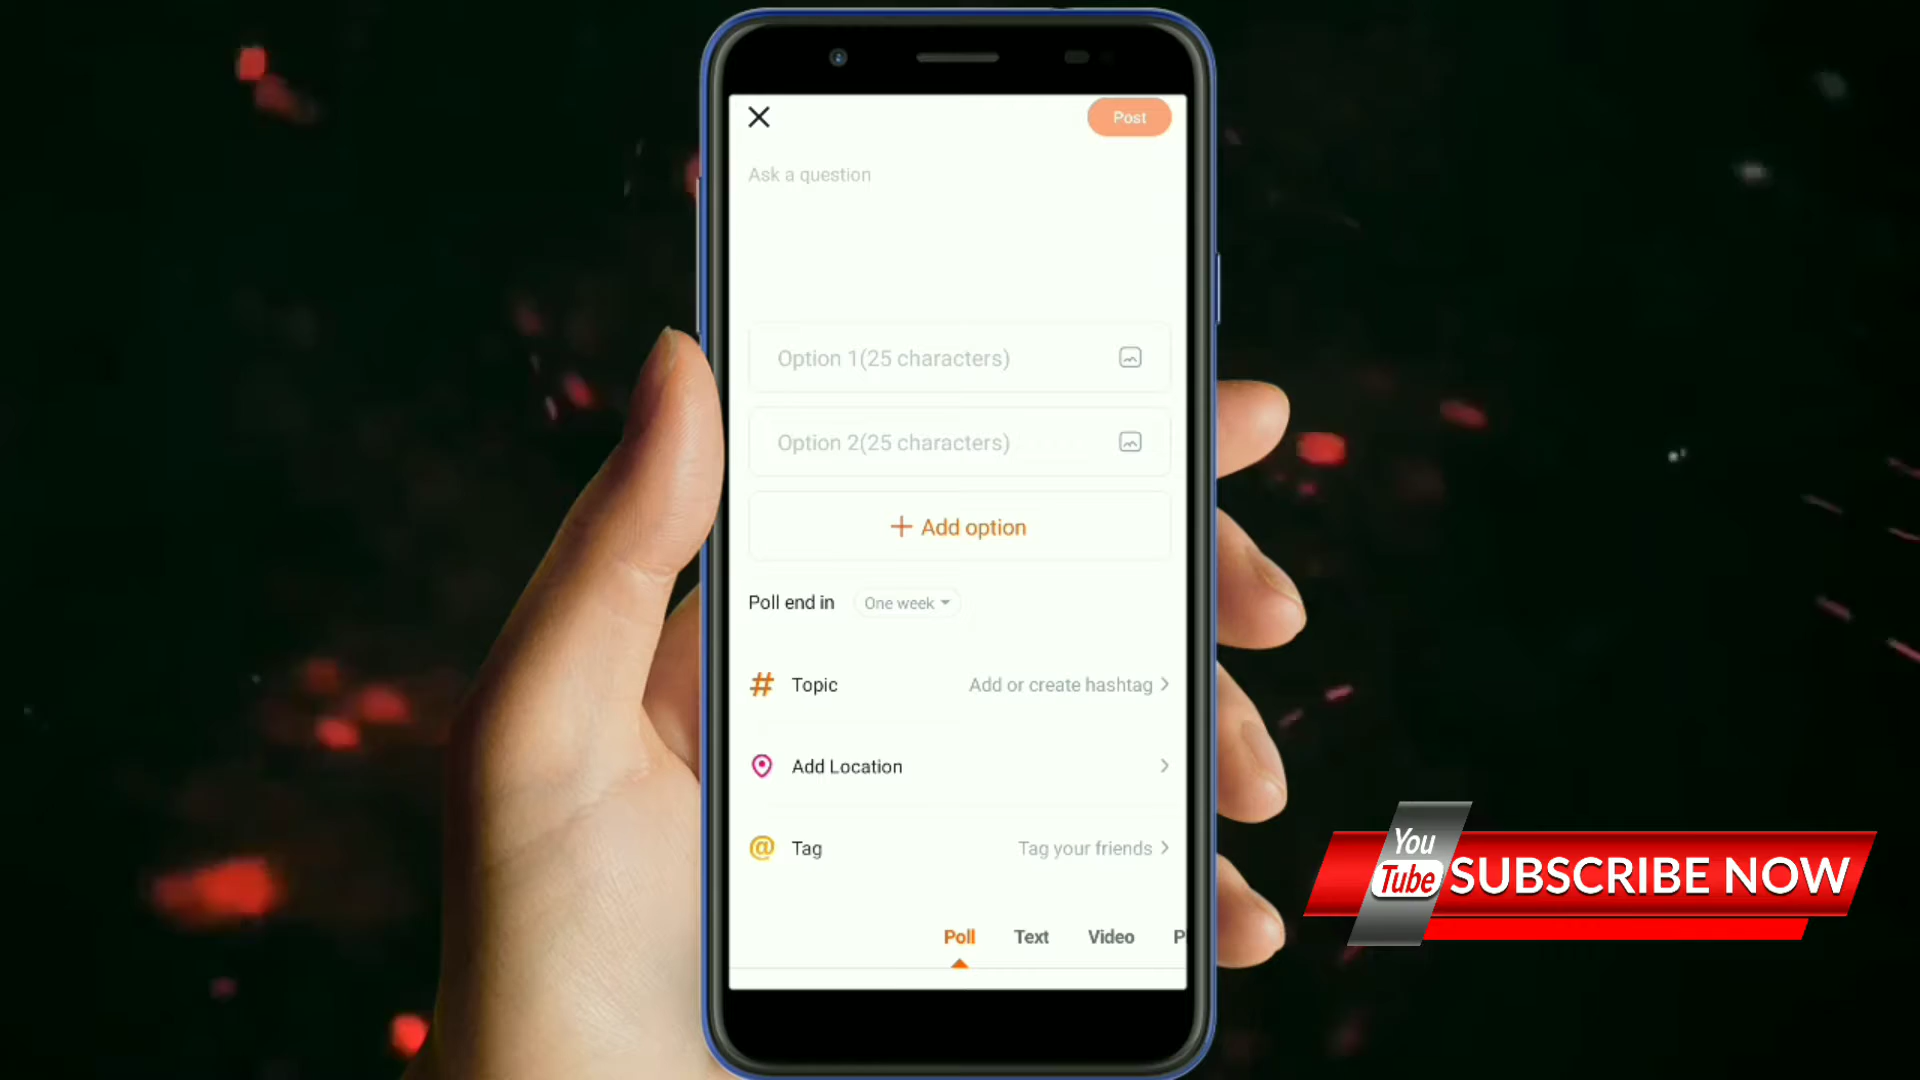 Post
Ask a question
Option 1(25 characters)
Option 2(25 characters)
+ Add option
Poll end in One week
# Topic Add or create hashtag >
Add Location >
@ Tag Tag your friends >
Poll Text Video P
You
Tube SUBSCRIBE NOW